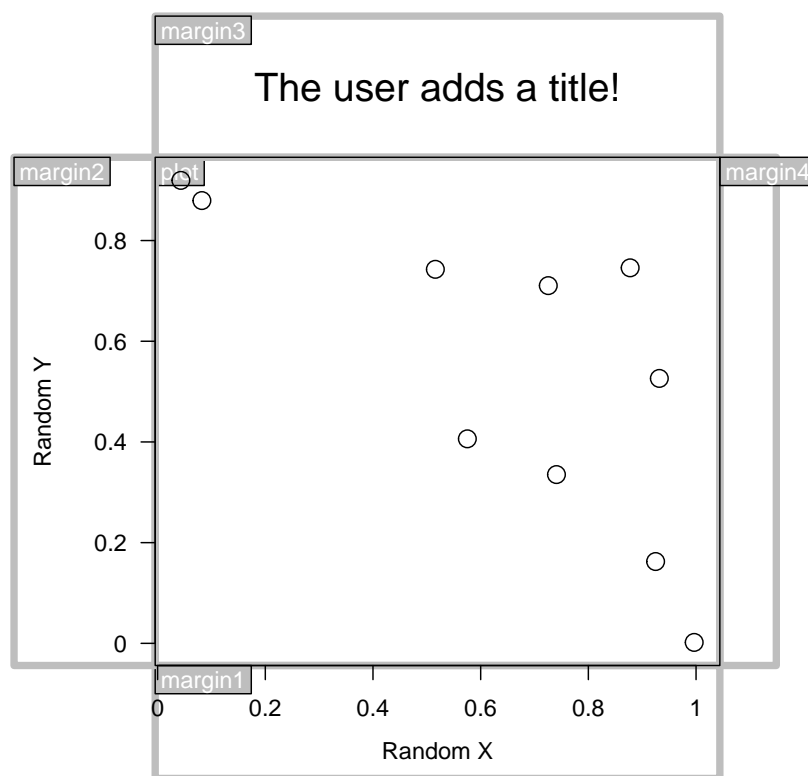 margin3
The user adds a title!
margin2
plot
margin4
0.8
0.6
0.4
0.2
0
Random Y
margin1
0 0.2 0.4 0.6 0.8 1
Random X